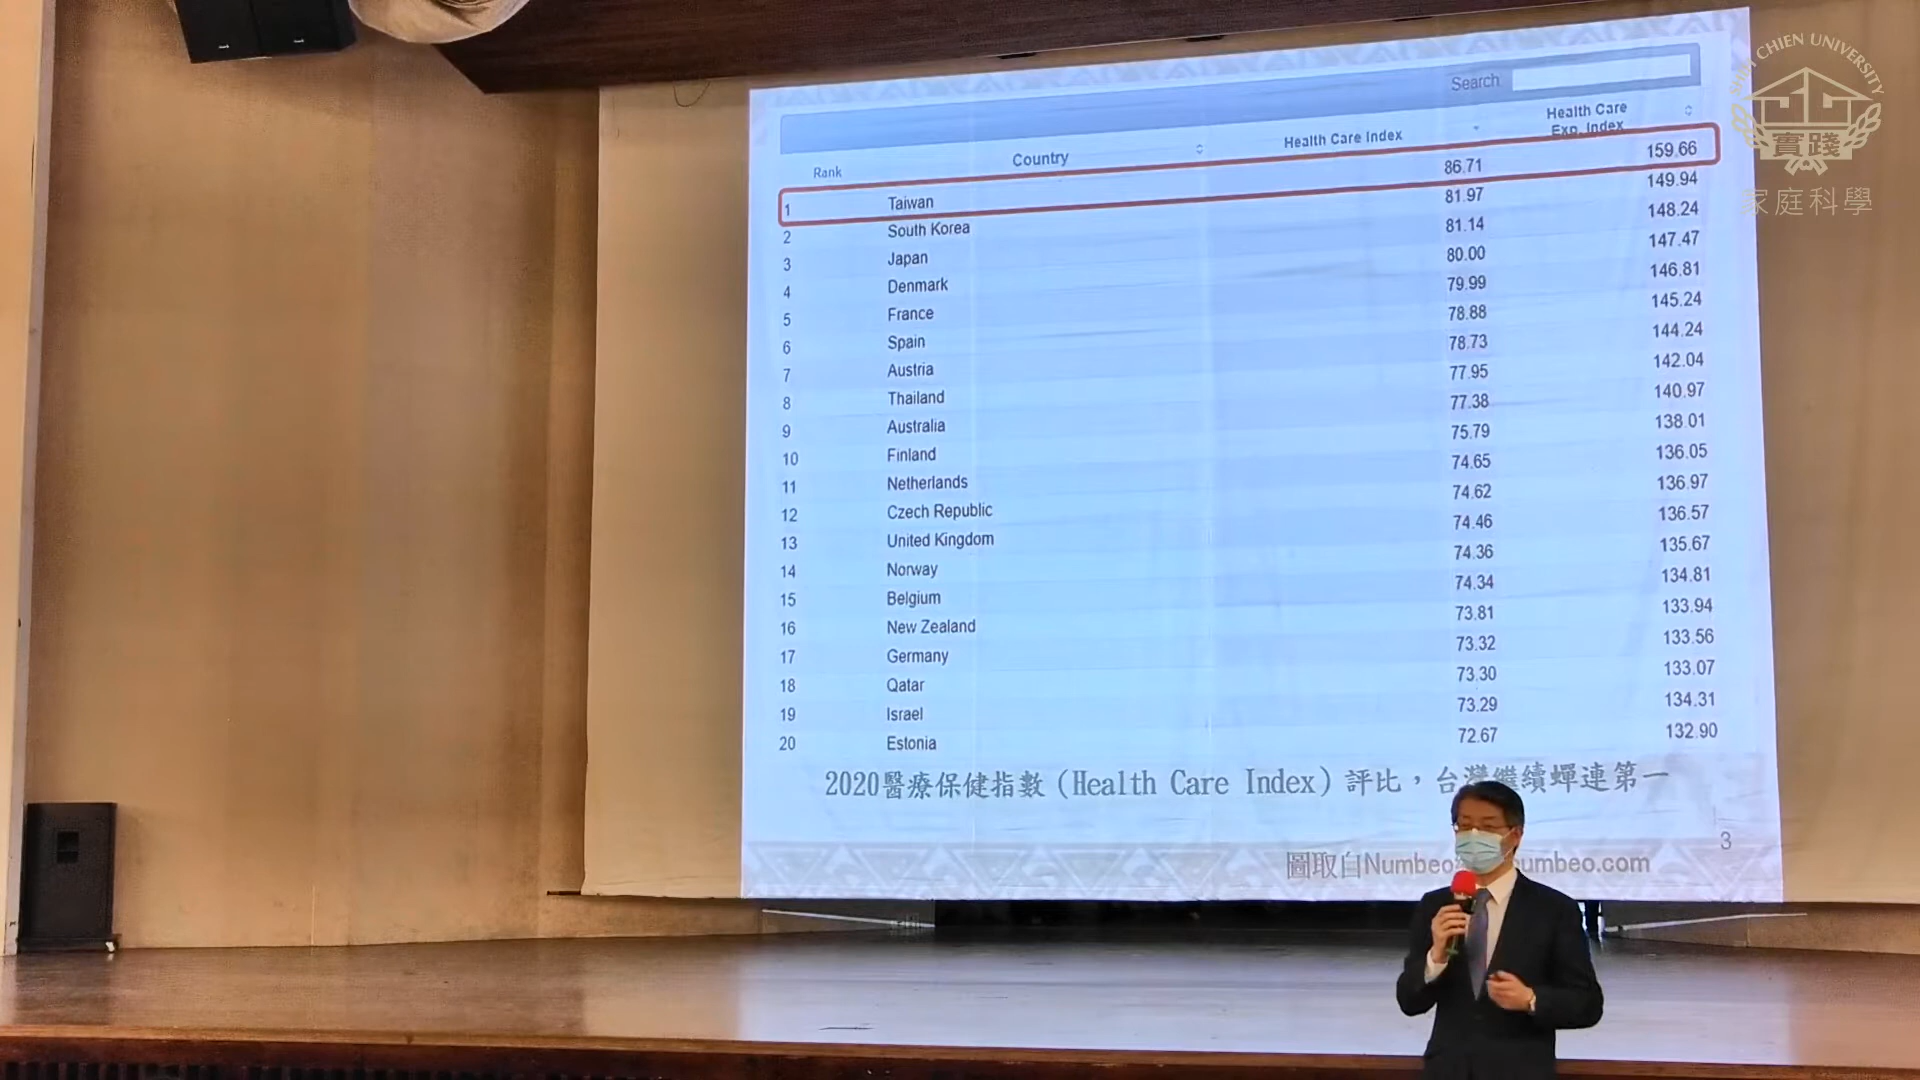 Search
Rank Country Health Care Index Health Care Exp. Index
1 Taiwan 86.71 159.66
2 South Korea 81.97 149.94
3 Japan 81.14 148.24
4 Denmark 80.00 147.47
5 France 79.99 146.81
6 Spain 78.88 145.24
7 Austria 78.73 144.24
8 Thailand 77.95 142.04
9 Australia 77.38 140.97
10 Finland 75.79 138.01
11 Netherlands 74.65 136.05
12 Czech Republic 74.62 136.97
13 United Kingdom 74.46 136.57
14 Norway 74.36 135.67
15 Belgium 74.34 134.81
16 New Zealand 73.81 133.94
17 Germany 73.32 133.56
18 Qatar 73.30 133.07
19 Israel 73.29 134.31
20 Estonia 72.67 132.90
2020醫療保健指數（Health Care Index）評比，台灣繼續蟬連第一
圖取自Numbeo umbeo.com
3
SHIH CHIEN UNIVERSITY
實踐
家庭科學